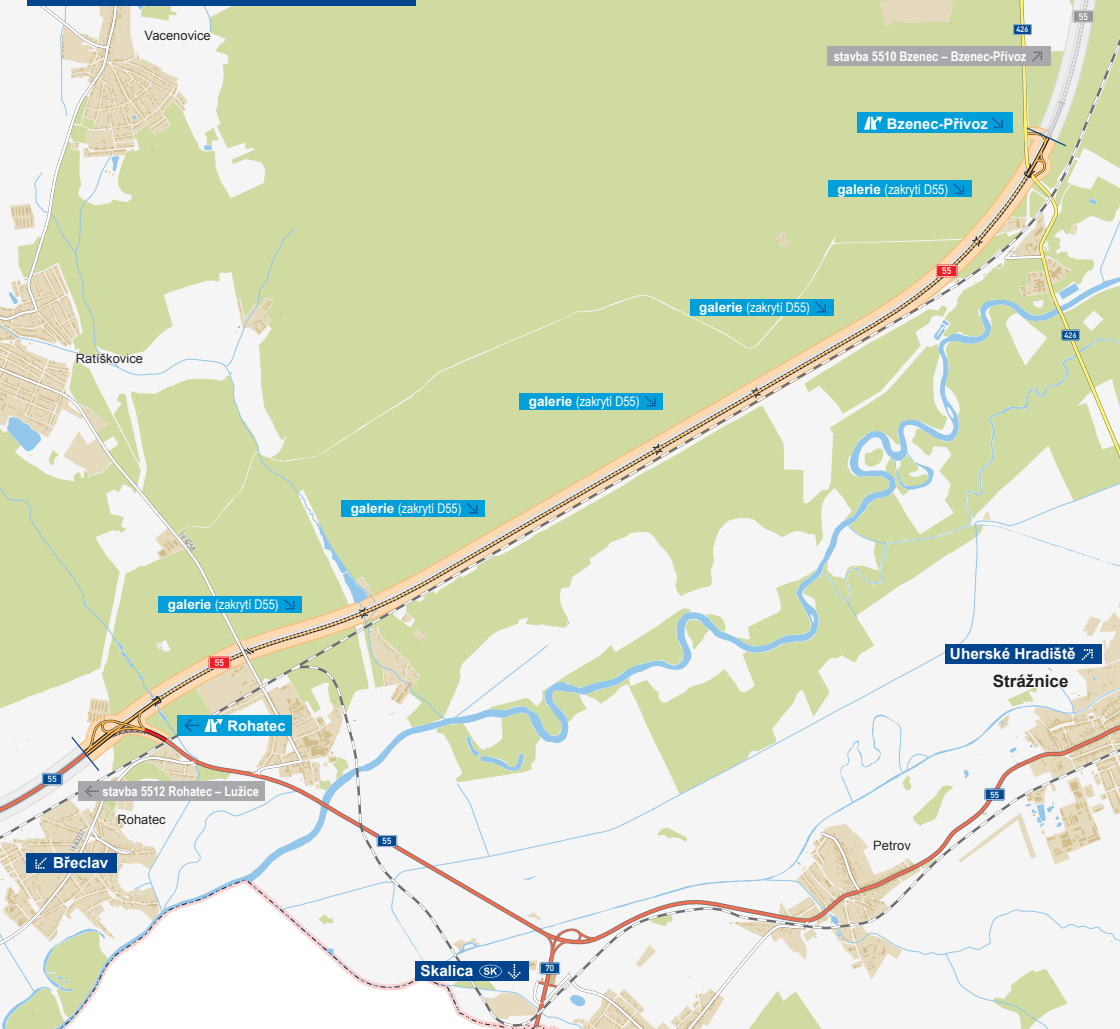 55
426
Vacenovice
stavba 5510 Bzenec – Bzenec-Přívoz
Bzenec-Přívoz
galerie (zakrytí D55)
55
galerie (zakrytí D55)
426
Ratíškovice
galerie (zakrytí D55)
galerie (zakrytí D55)
galerie (zakrytí D55)
55
Uherské Hradiště
Strážnice
Rohatec
55
stavba 5512 Rohatec – Lužice
55
Rohatec
55
Petrov
Břeclav
Skalica SK
70